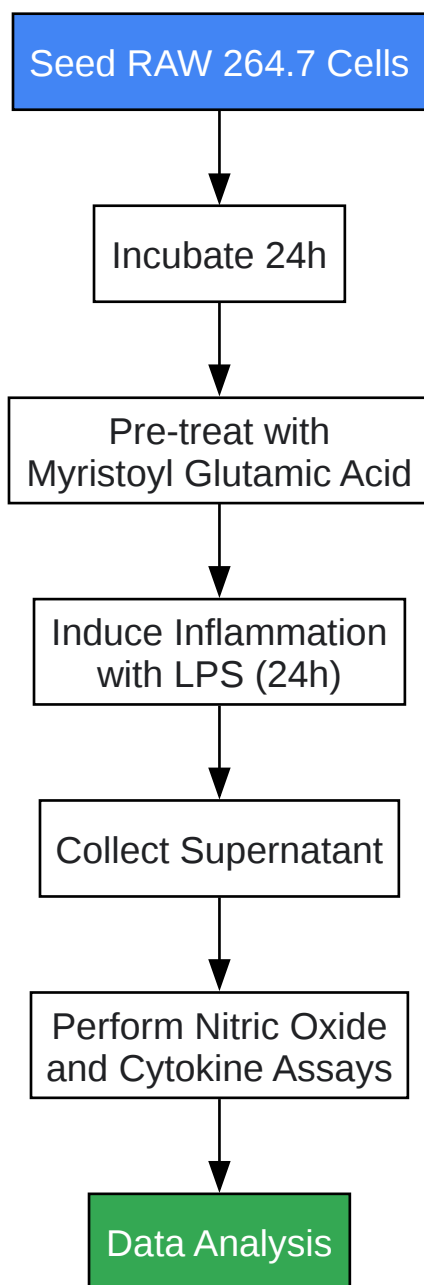 Seed RAW 264.7 Cells
Incubate 24h
Pre-treat with
Myristoyl Glutamic Acid
Induce Inflammation
with LPS (24h)
Collect Supernatant
Perform Nitric Oxide
and Cytokine Assays
Data Analysis